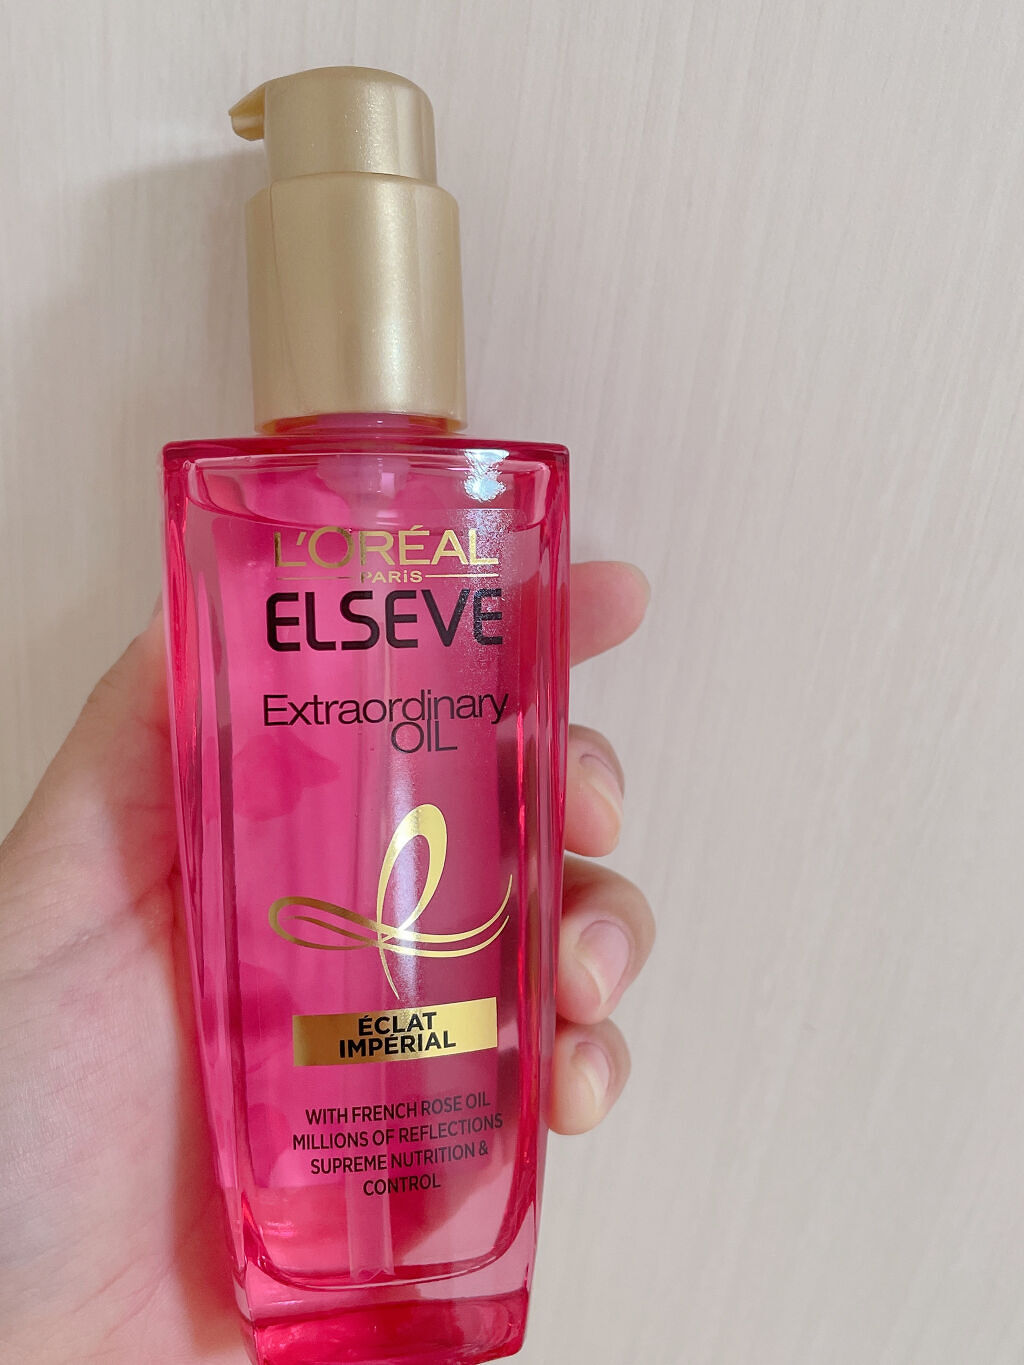 L'ORÉAL
PARiS
ELSEVE
Extraordinary
OIL
ÉCLAT
IMPÉRIAL
WITH FRENCH ROSE OIL
MILLIONS OF REFLECTIONS
SUPREME NUTRITION &
CONTROL